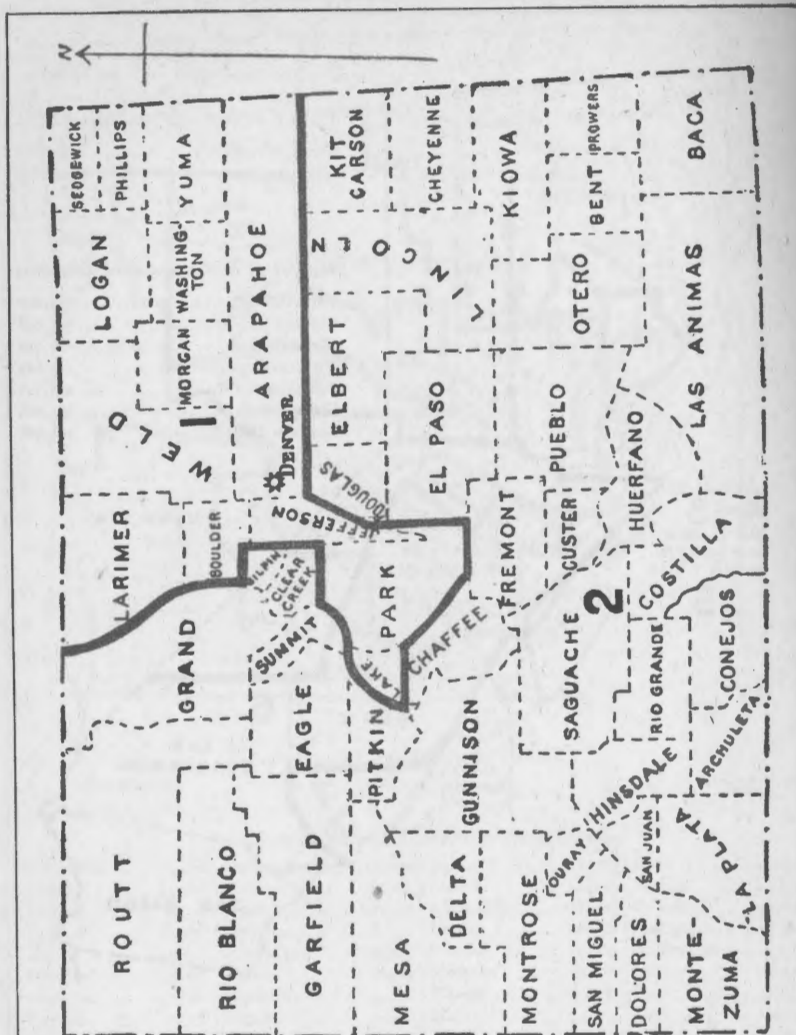 N
SEDGEWICK
LOGAN
PHILLIPS
LARIMER
WELD
ROUTT
GRAND
MORGAN
WASHING-
TON
YUMA
1
BOULDER
RIO BLANCO
GILPIN
CLEAR
CREEK
ARAPAHOE
DENVER
JEFFERSON
SUMMIT
EAGLE
GARFIELD
DOUGLAS
ELBERT
KIT
CARSON
PARK
LAKE
PITKIN
MESA
EL PASO
LINCOLN
CHEYENNE
CHAFFEE
GUNNISON
DELTA
FREMONT
KIOWA
MONTROSE
OURAY
SAGUACHE
CUSTER
PUEBLO
OTERO
BENT
PROWERS
2
SAN MIGUEL
HINSDALE
DOLORES
SAN JUAN
RIO GRANDE
COSTILLA
HUERFANO
LAS ANIMAS
BACA
MONTE-
ZUMA
LA PLATA
ARCHULETA
CONEJOS